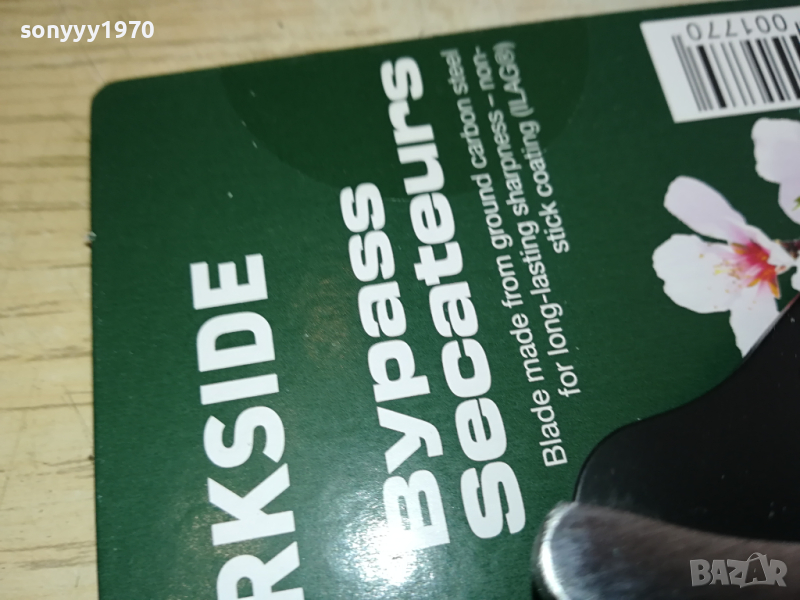 sonyyy1970
RKSIDE
Bypass
Secateurs
Blade made from ground carbon steel
for long-lasting sharpness – non-
stick coating (ILAG®)
001770
BAZAR